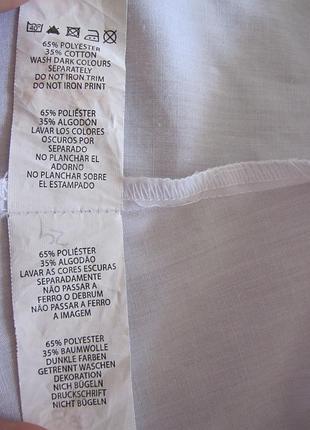 40°
65% POLYESTER
35% COTTON
WASH DARK COLOURS
SEPARATELY
DO NOT IRON TRIM
DO NOT IRON PRINT
65% POLIÉSTER
35% ALGODÓN
LAVAR LOS COLORES
OSCUROS POR
SEPARADO
NO PLANCHAR EL
ADORNO
NO PLANCHAR SOBRE
EL ESTAMPADO
65% POLIÉSTER
35% ALGODÃO
LAVAR AS CORES ESCURAS
SEPARADAMENTE
NÃO PASSAR A
FERRO O DEBRUM
NÃO PASSAR A FERRO
A IMAGEM
65% POLYESTER
35% BAUMWOLLE
DUNKLE FARBEN
GETRENNT WASCHEN
DEKORATION
NICH BÜGELN
DRUCKSCHRIFT
NICHT BÜGELN